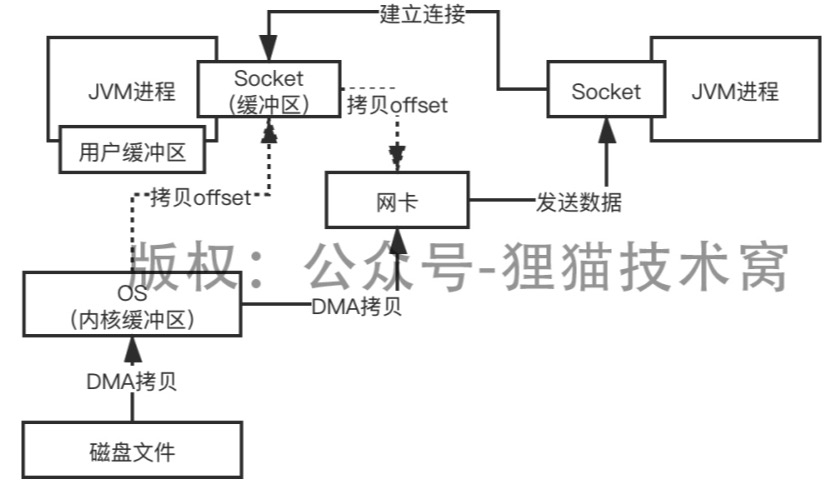 建立连接
JVM进程
Socket
（缓冲区）
拷贝offset
Socket
JVM进程
用户缓冲区
拷贝offset
网卡
发送数据
版权：公众号-狸猫技术窝
OS
（内核缓冲区）
DMA拷贝
DMA拷贝
磁盘文件